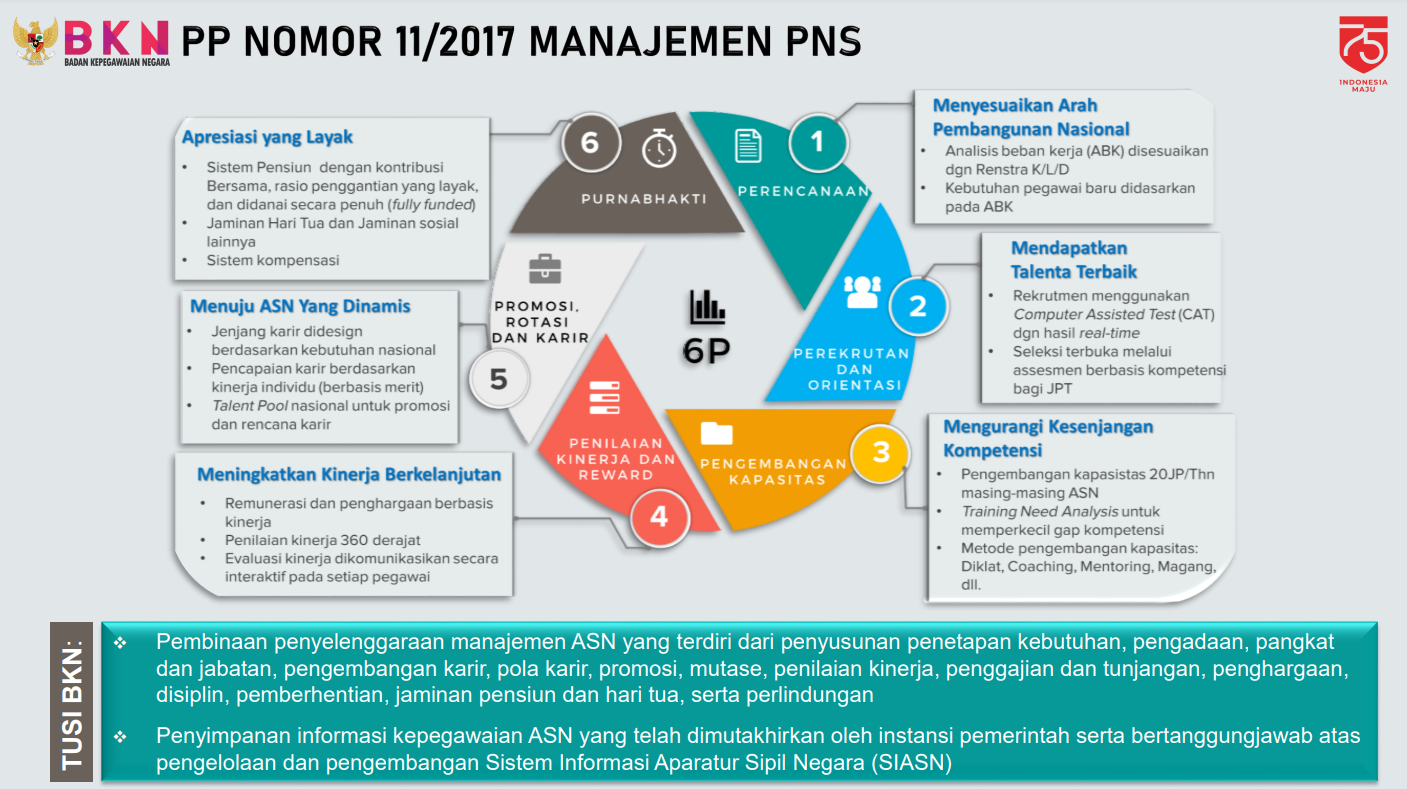 BKN
BADAN KEPEGAWAIAN NEGARA
PP NOMOR 11/2017 MANAJEMEN PNS
75
INDONESIA
MAJU
1
PERENCANAAN
Menyesuaikan Arah
Pembangunan Nasional
• Analisis beban kerja (ABK) disesuaikan
dgn Renstra K/L/D
• Kebutuhan pegawai baru didasarkan
pada ABK
2
PEREKRUTAN
DAN
ORIENTASI
Mendapatkan
Talenta Terbaik
• Rekrutmen menggunakan
Computer Assisted Test (CAT)
dgn hasil real-time
• Seleksi terbuka melalui
assesmen berbasis kompetensi
bagi JPT
3
PENGEMBANGAN
KAPASITAS
Mengurangi Kesenjangan
Kompetensi
• Pengembangan kapasistas 20JP/Thn
masing-masing ASN
• Training Need Analysis untuk
memperkecil gap kompetensi
• Metode pengembangan kapasitas:
Diklat, Coaching, Mentoring, Magang,
dll.
4
PENILAIAN
KINERJA DAN
REWARD
Meningkatkan Kinerja Berkelanjutan
• Remunerasi dan penghargaan berbasis
kinerja
• Penilaian kinerja 360 derajat
• Evaluasi kinerja dikomunikasikan secara
interaktif pada setiap pegawai
5
PROMOSI,
ROTASI
DAN KARIR
Menuju ASN Yang Dinamis
• Jenjang karir didesign
berdasarkan kebutuhan nasional
• Pencapaian karir berdasarkan
kinerja individu (berbasis merit)
• Talent Pool nasional untuk promosi
dan rencana karir
6
PURNABHAKTI
Apresiasi yang Layak
• Sistem Pensiun dengan kontribusi
Bersama, rasio penggantian yang layak,
dan didanai secara penuh (fully funded)
• Jaminan Hari Tua dan Jaminan sosial
lainnya
• Sistem kompensasi
6P
TUSI BKN:
❖ Pembinaan penyelenggaraan manajemen ASN yang terdiri dari penyusunan penetapan kebutuhan, pengadaan, pangkat
dan jabatan, pengembangan karir, pola karir, promosi, mutase, penilaian kinerja, penggajian dan tunjangan, penghargaan,
disiplin, pemberhentian, jaminan pensiun dan hari tua, serta perlindungan
❖ Penyimpanan informasi kepegawaian ASN yang telah dimutakhirkan oleh instansi pemerintah serta bertanggungjawab atas
pengelolaan dan pengembangan Sistem Informasi Aparatur Sipil Negara (SIASN)